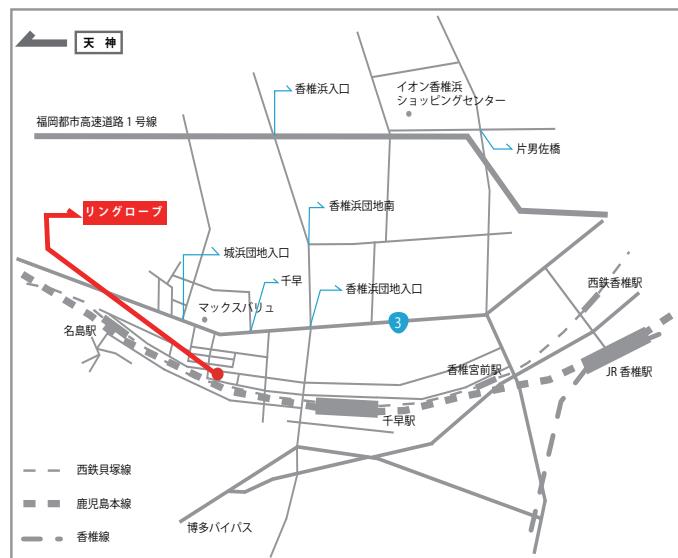 天 神
香椎浜入口
イオン香椎浜
ショッピングセンター
福岡都市高速道路1号線
片男佐橋
リングローブ
香椎浜団地南
城浜団地入口
千早
香椎浜団地入口
西鉄香椎駅
マックスバリュ
3
名島駅
香椎宮前駅
JR 香椎駅
千早駅
西鉄貝塚線
鹿児島本線
博多バイパス
香椎線